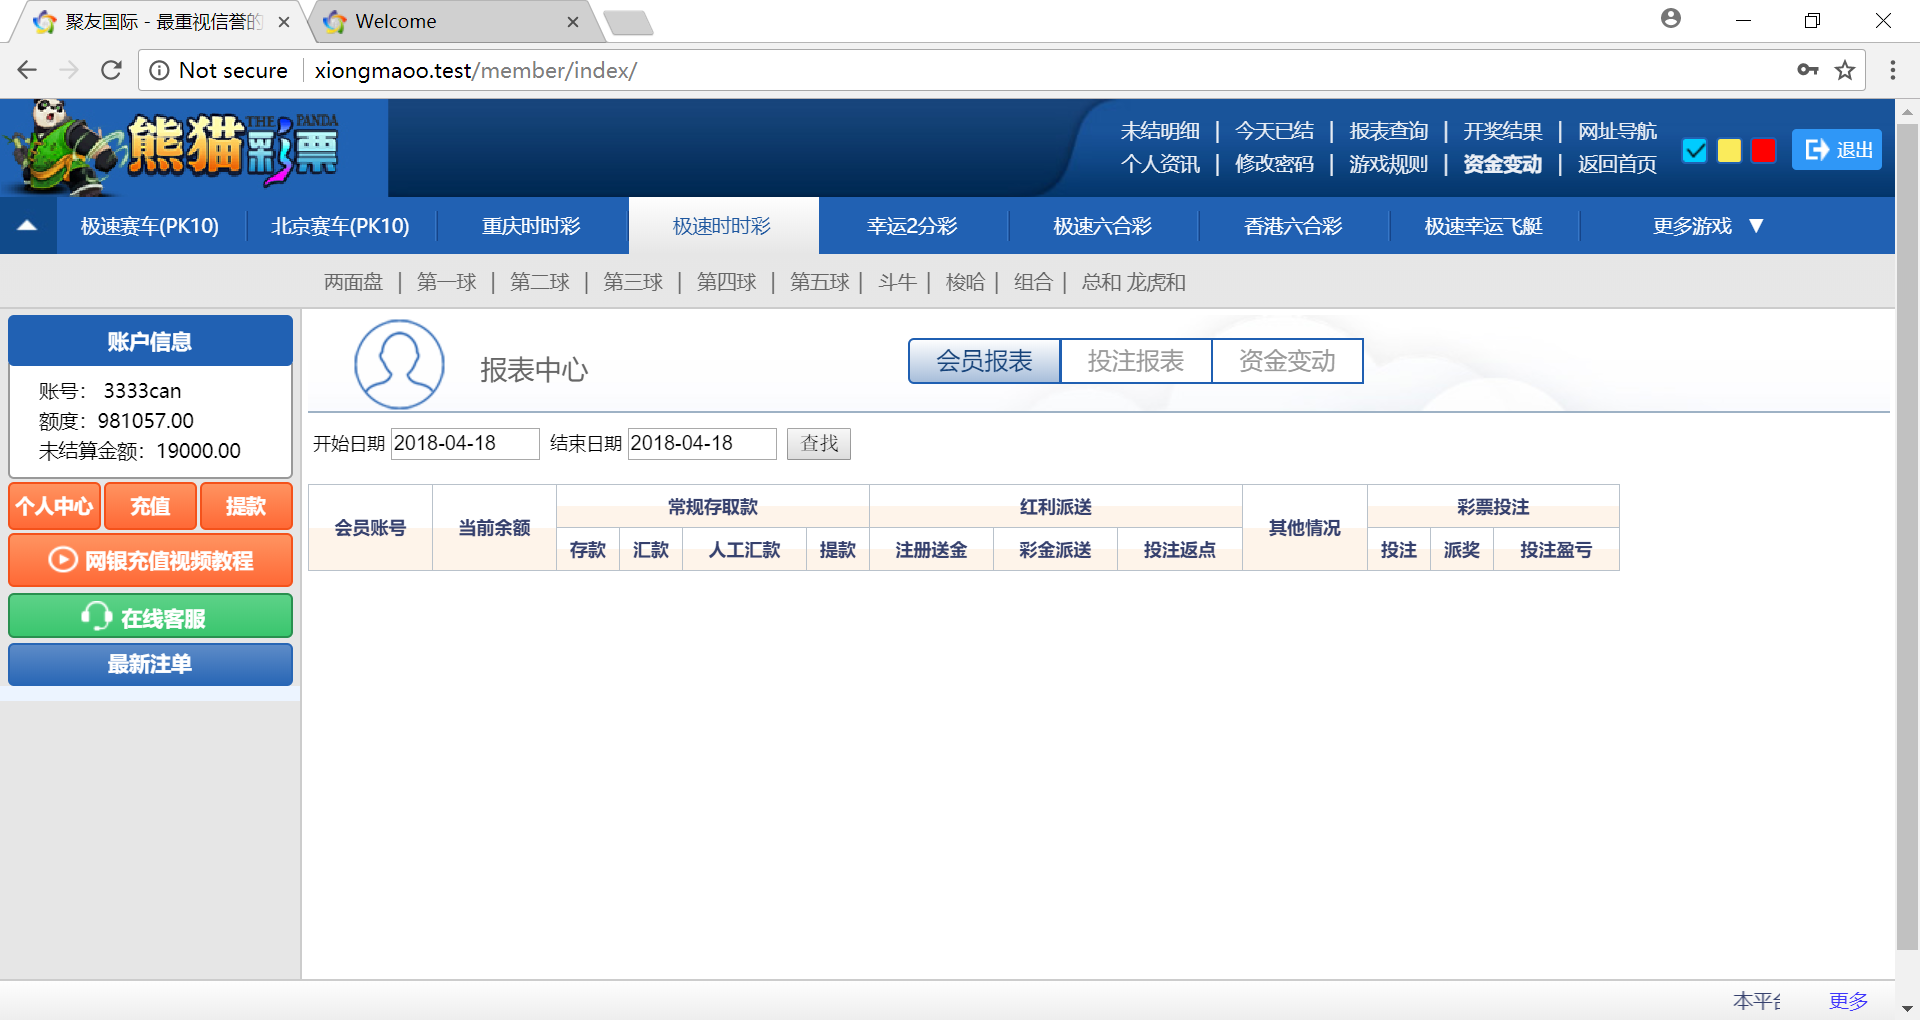 聚友国际 - 最重视信誉的
Welcome
Not secure
xiongmaoo.test/member/index/
THE PANDA
熊猫彩票
未结明细 | 今天已结 | 报表查询 | 开奖结果 | 网址导航
个人资讯 | 修改密码 | 游戏规则 | 资金变动 | 返回首页
退出
极速赛车(PK10) 北京赛车(PK10) 重庆时时彩 极速时时彩 幸运2分彩 极速六合彩 香港六合彩 极速幸运飞艇 更多游戏 ▼
两面盘 | 第一球 | 第二球 | 第三球 | 第四球 | 第五球 | 斗牛 | 梭哈 | 组合 | 总和 龙虎和
账户信息
账号： 3333can
额度：981057.00
未结算金额：19000.00
个人中心 充值 提款
网银充值视频教程
在线客服
最新注单
报表中心
会员报表 投注报表 资金变动
开始日期 2018-04-18 结束日期 2018-04-18 查找
会员账号 当前余额 常规存取款 红利派送 其他情况 彩票投注
存款 汇款 人工汇款 提款 注册送金 彩金派送 投注返点 投注 派奖 投注盈亏
本平台 更多